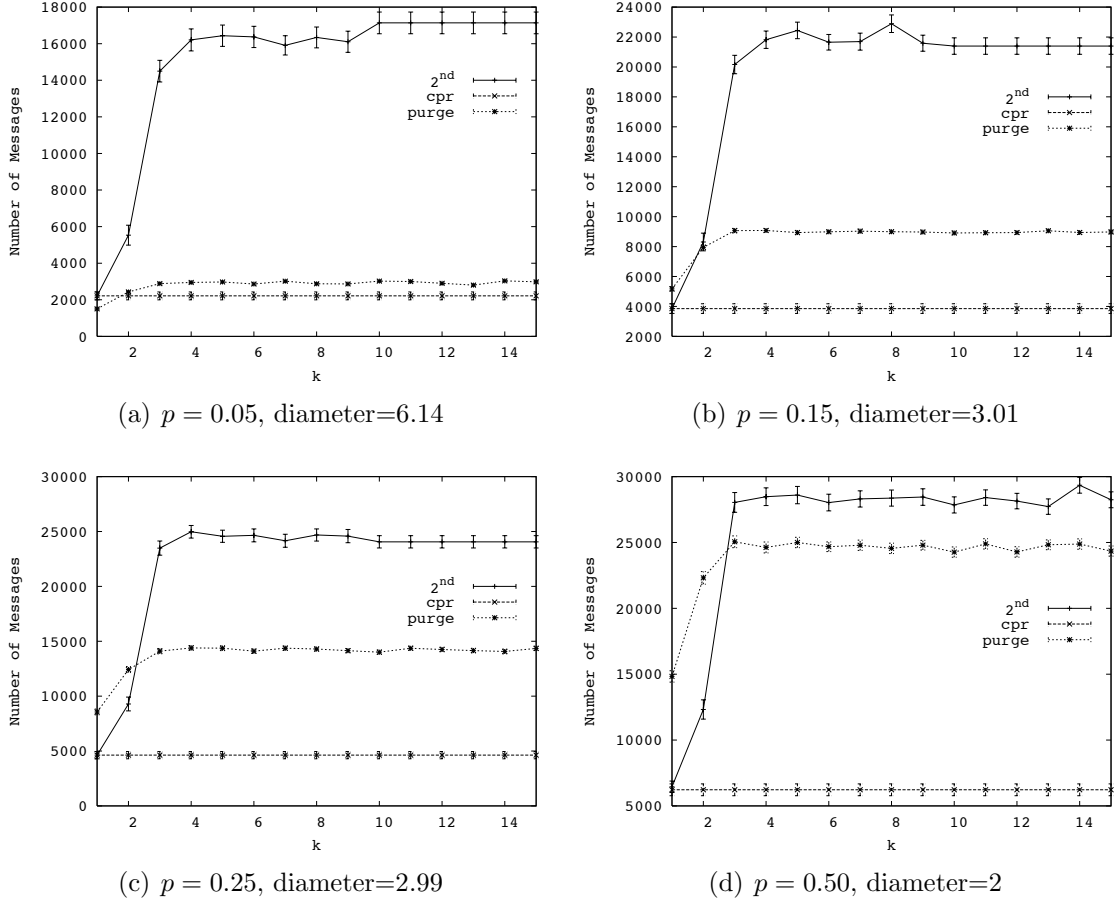 18000
16000
14000
12000
10000
8000
6000
4000
2000
0
Number of Messages
2nd
cpr
purge
2 4 6 8 10 12 14
k
(a) p = 0.05, diameter=6.14
24000
22000
20000
18000
16000
14000
12000
10000
8000
6000
4000
2000
Number of Messages
2nd
cpr
purge
2 4 6 8 10 12 14
k
(b) p = 0.15, diameter=3.01
30000
25000
20000
15000
10000
5000
0
Number of Messages
2nd
cpr
purge
2 4 6 8 10 12 14
k
(c) p = 0.25, diameter=2.99
30000
25000
20000
15000
10000
5000
Number of Messages
2nd
cpr
purge
2 4 6 8 10 12 14
k
(d) p = 0.50, diameter=2